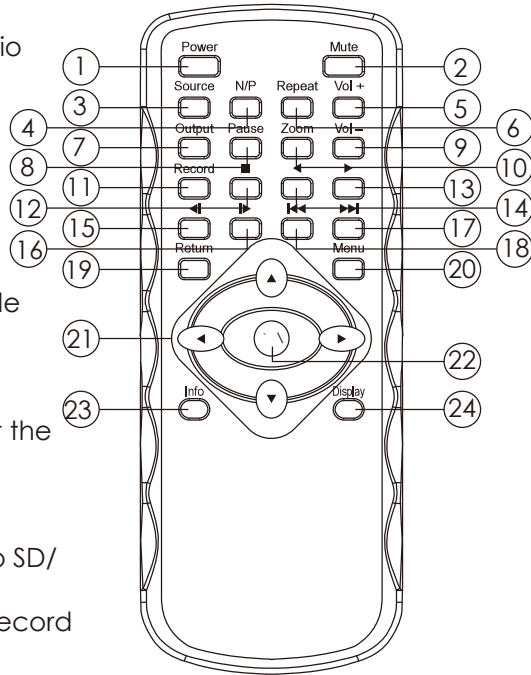 io
Power Mute
1 2
Source N/P Repeat Vol +
3 5
4 Output Pause Zoom Vol– 6
7 9
8 Record ■ ◄ ► 10
11 13
12 ◄| |► |◄◄ ►►| 14
15 17
16 Return Menu 18
19 20
le
▲
21 ◄ ► 22
▼
23 Info Display 24
r the
o SD/
ecord